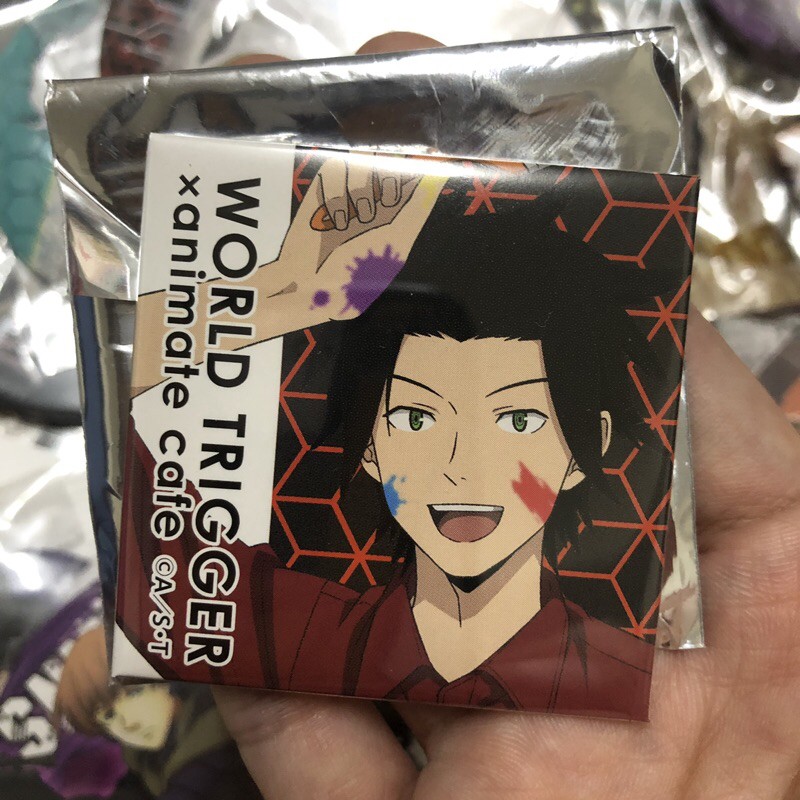 WORLD TRIGGER
×animate cafe ©A/S・T